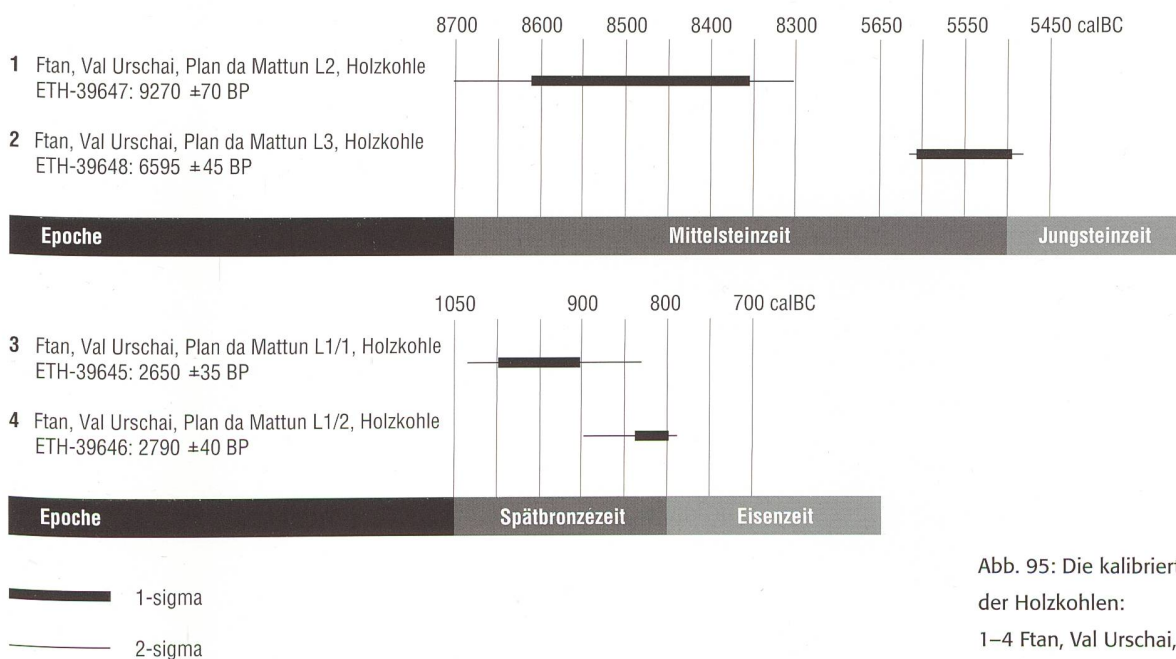 8700 8600 8500 8400 8300 5650 5550 5450 calBC
1 Ftan, Val Urschai, Plan da Mattun L2, Holzkohle
ETH-39647: 9270 ±70 BP
2 Ftan, Val Urschai, Plan da Mattun L3, Holzkohle
ETH-39648: 6595 ±45 BP
Epoche Mittelsteinzeit Jungsteinzeit
1050 900 800 700 calBC
3 Ftan, Val Urschai, Plan da Mattun L1/1, Holzkohle
ETH-39645: 2650 ±35 BP
4 Ftan, Val Urschai, Plan da Mattun L1/2, Holzkohle
ETH-39646: 2790 ±40 BP
Epoche Spätbronzezeit Eisenzeit
1-sigma
2-sigma
Abb. 95: Die kalibriert
der Holzkohlen:
1–4 Ftan, Val Urschai,